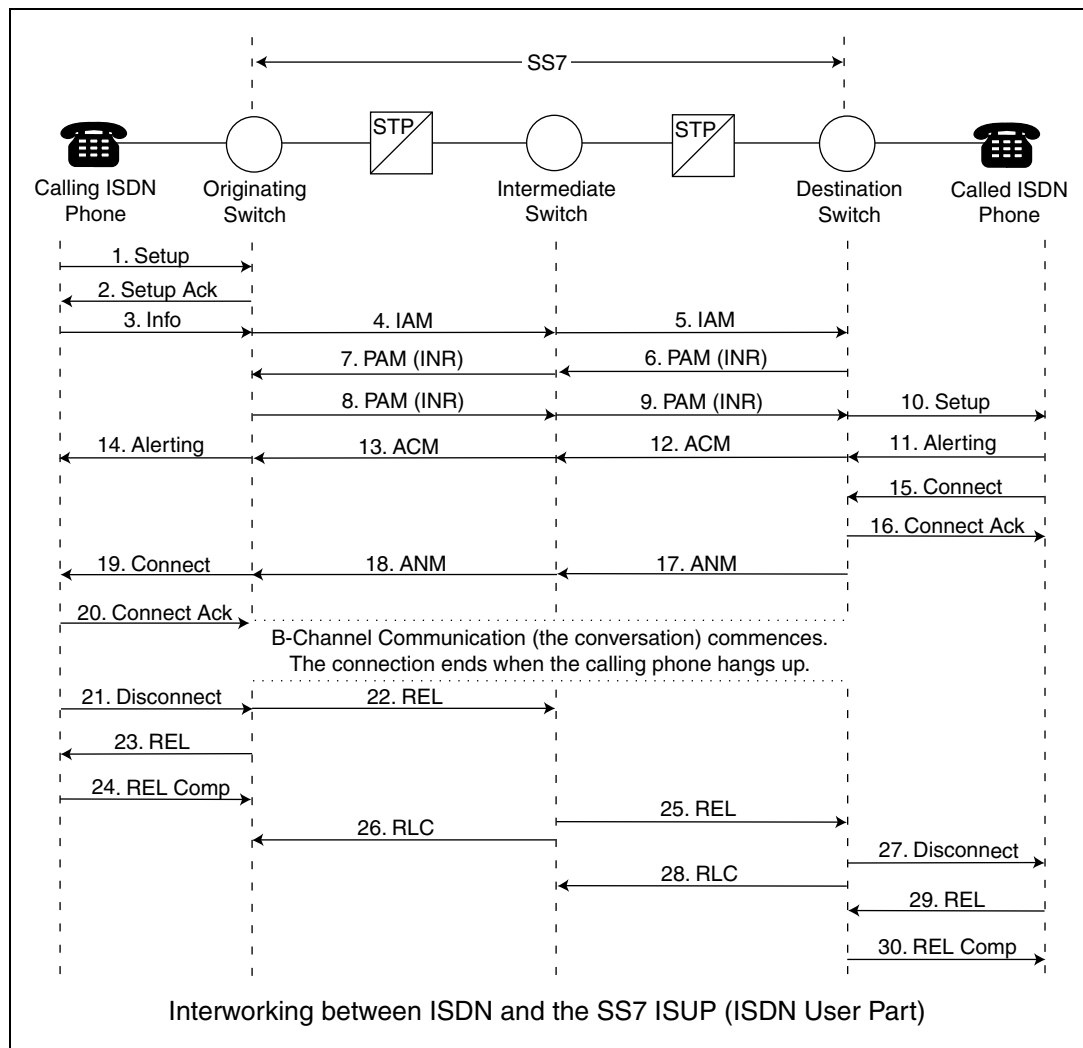 SS7
STP
STP
Calling ISDN
Phone
Originating
Switch
Intermediate
Switch
Destination
Switch
Called ISDN
Phone
1. Setup
2. Setup Ack
3. Info
4. IAM
5. IAM
7. PAM (INR)
6. PAM (INR)
8. PAM (INR)
9. PAM (INR)
10. Setup
14. Alerting
13. ACM
12. ACM
11. Alerting
15. Connect
16. Connect Ack
19. Connect
18. ANM
17. ANM
20. Connect Ack
B-Channel Communication (the conversation) commences.
The connection ends when the calling phone hangs up.
21. Disconnect
22. REL
23. REL
24. REL Comp
25. REL
26. RLC
27. Disconnect
28. RLC
29. REL
30. REL Comp
Interworking between ISDN and the SS7 ISUP (ISDN User Part)